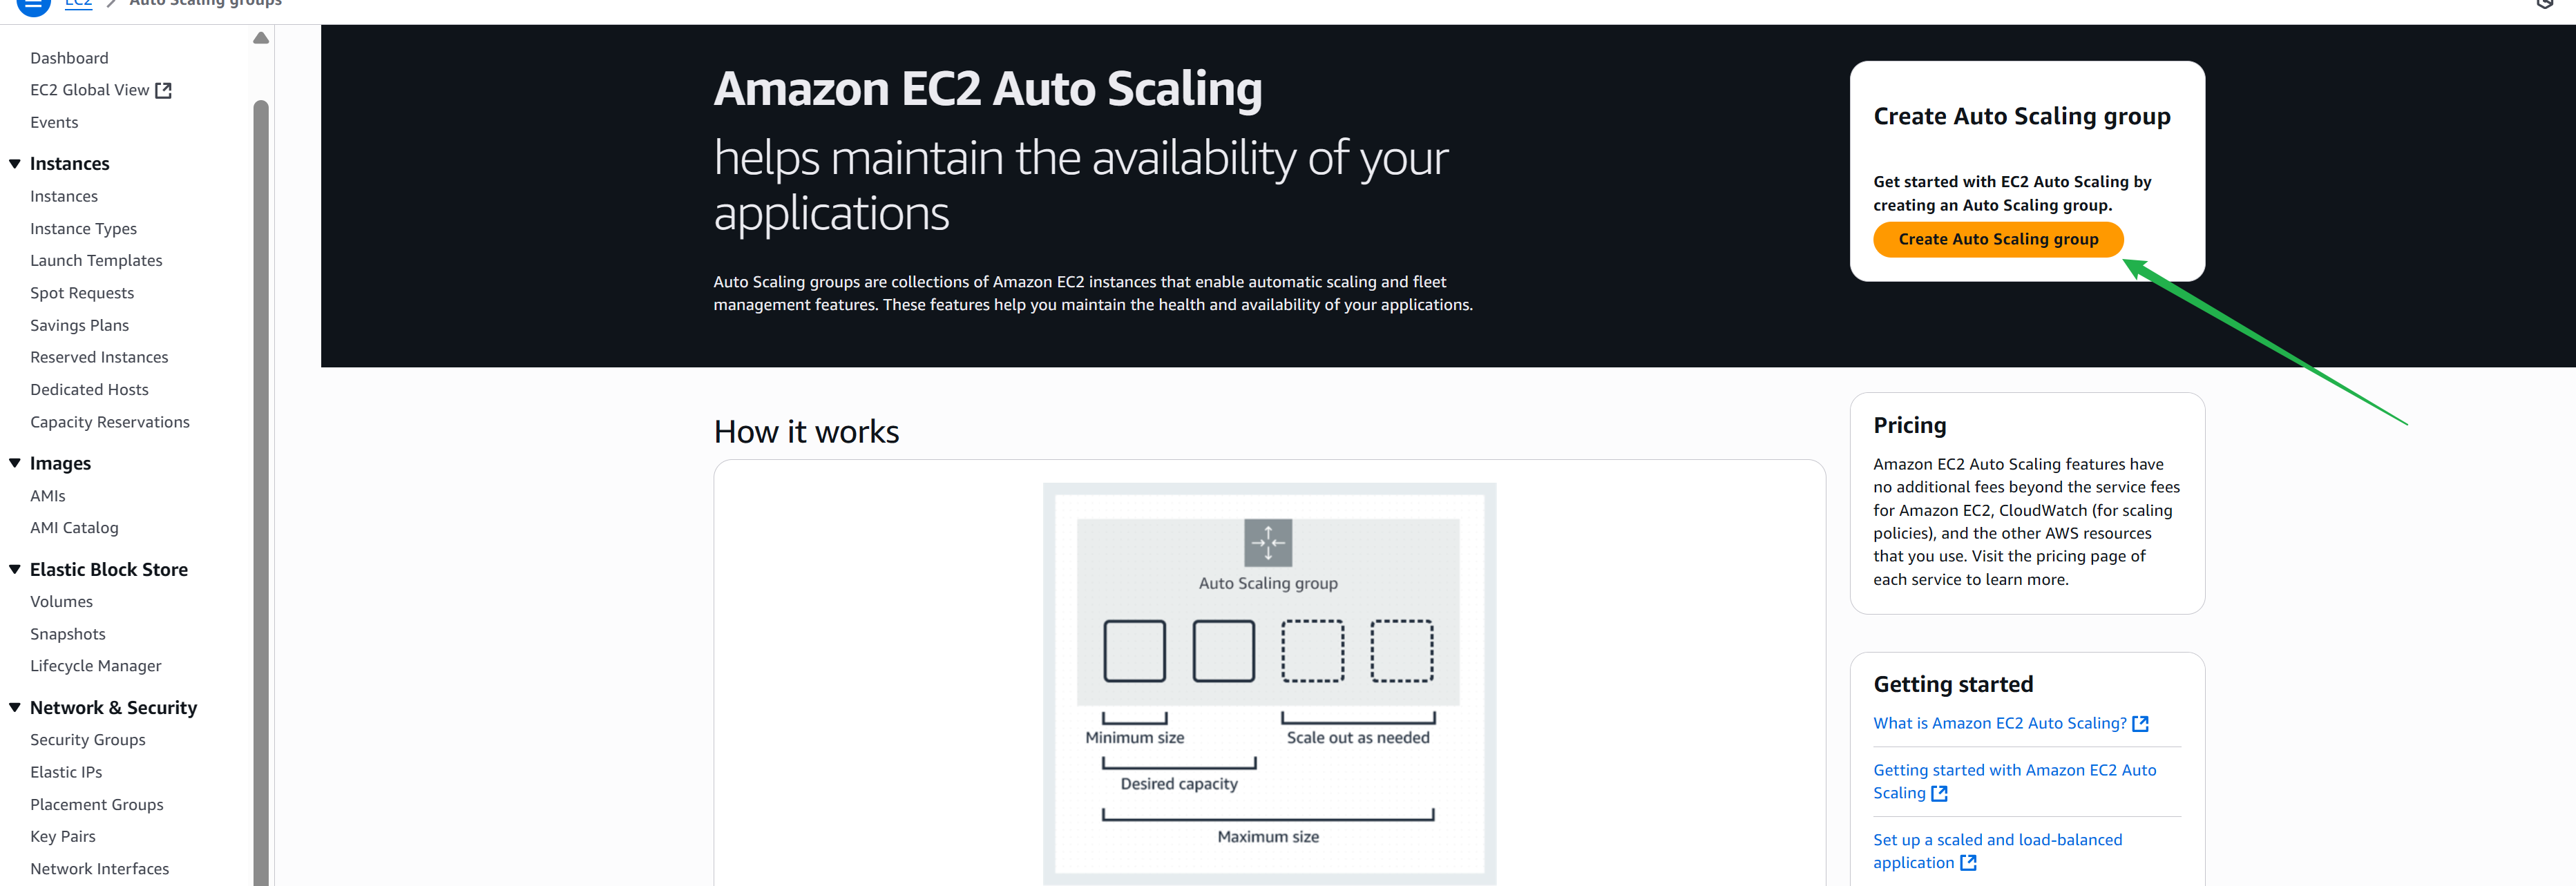 EC2 > Auto Scaling groups
Dashboard
EC2 Global View
Events
Instances
Instances
Instance Types
Launch Templates
Spot Requests
Savings Plans
Reserved Instances
Dedicated Hosts
Capacity Reservations
Images
AMIs
AMI Catalog
Elastic Block Store
Volumes
Snapshots
Lifecycle Manager
Network & Security
Security Groups
Elastic IPs
Placement Groups
Key Pairs
Network Interfaces
Amazon EC2 Auto Scaling
helps maintain the availability of your
applications
Auto Scaling groups are collections of Amazon EC2 instances that enable automatic scaling and fleet
management features. These features help you maintain the health and availability of your applications.
Create Auto Scaling group
Get started with EC2 Auto Scaling by
creating an Auto Scaling group.
Create Auto Scaling group
How it works
Auto Scaling group
Minimum size
Scale out as needed
Desired capacity
Maximum size
Pricing
Amazon EC2 Auto Scaling features have
no additional fees beyond the service fees
for Amazon EC2, CloudWatch (for scaling
policies), and the other AWS resources
that you use. Visit the pricing page of
each service to learn more.
Getting started
What is Amazon EC2 Auto Scaling?
Getting started with Amazon EC2 Auto
Scaling
Set up a scaled and load-balanced
application